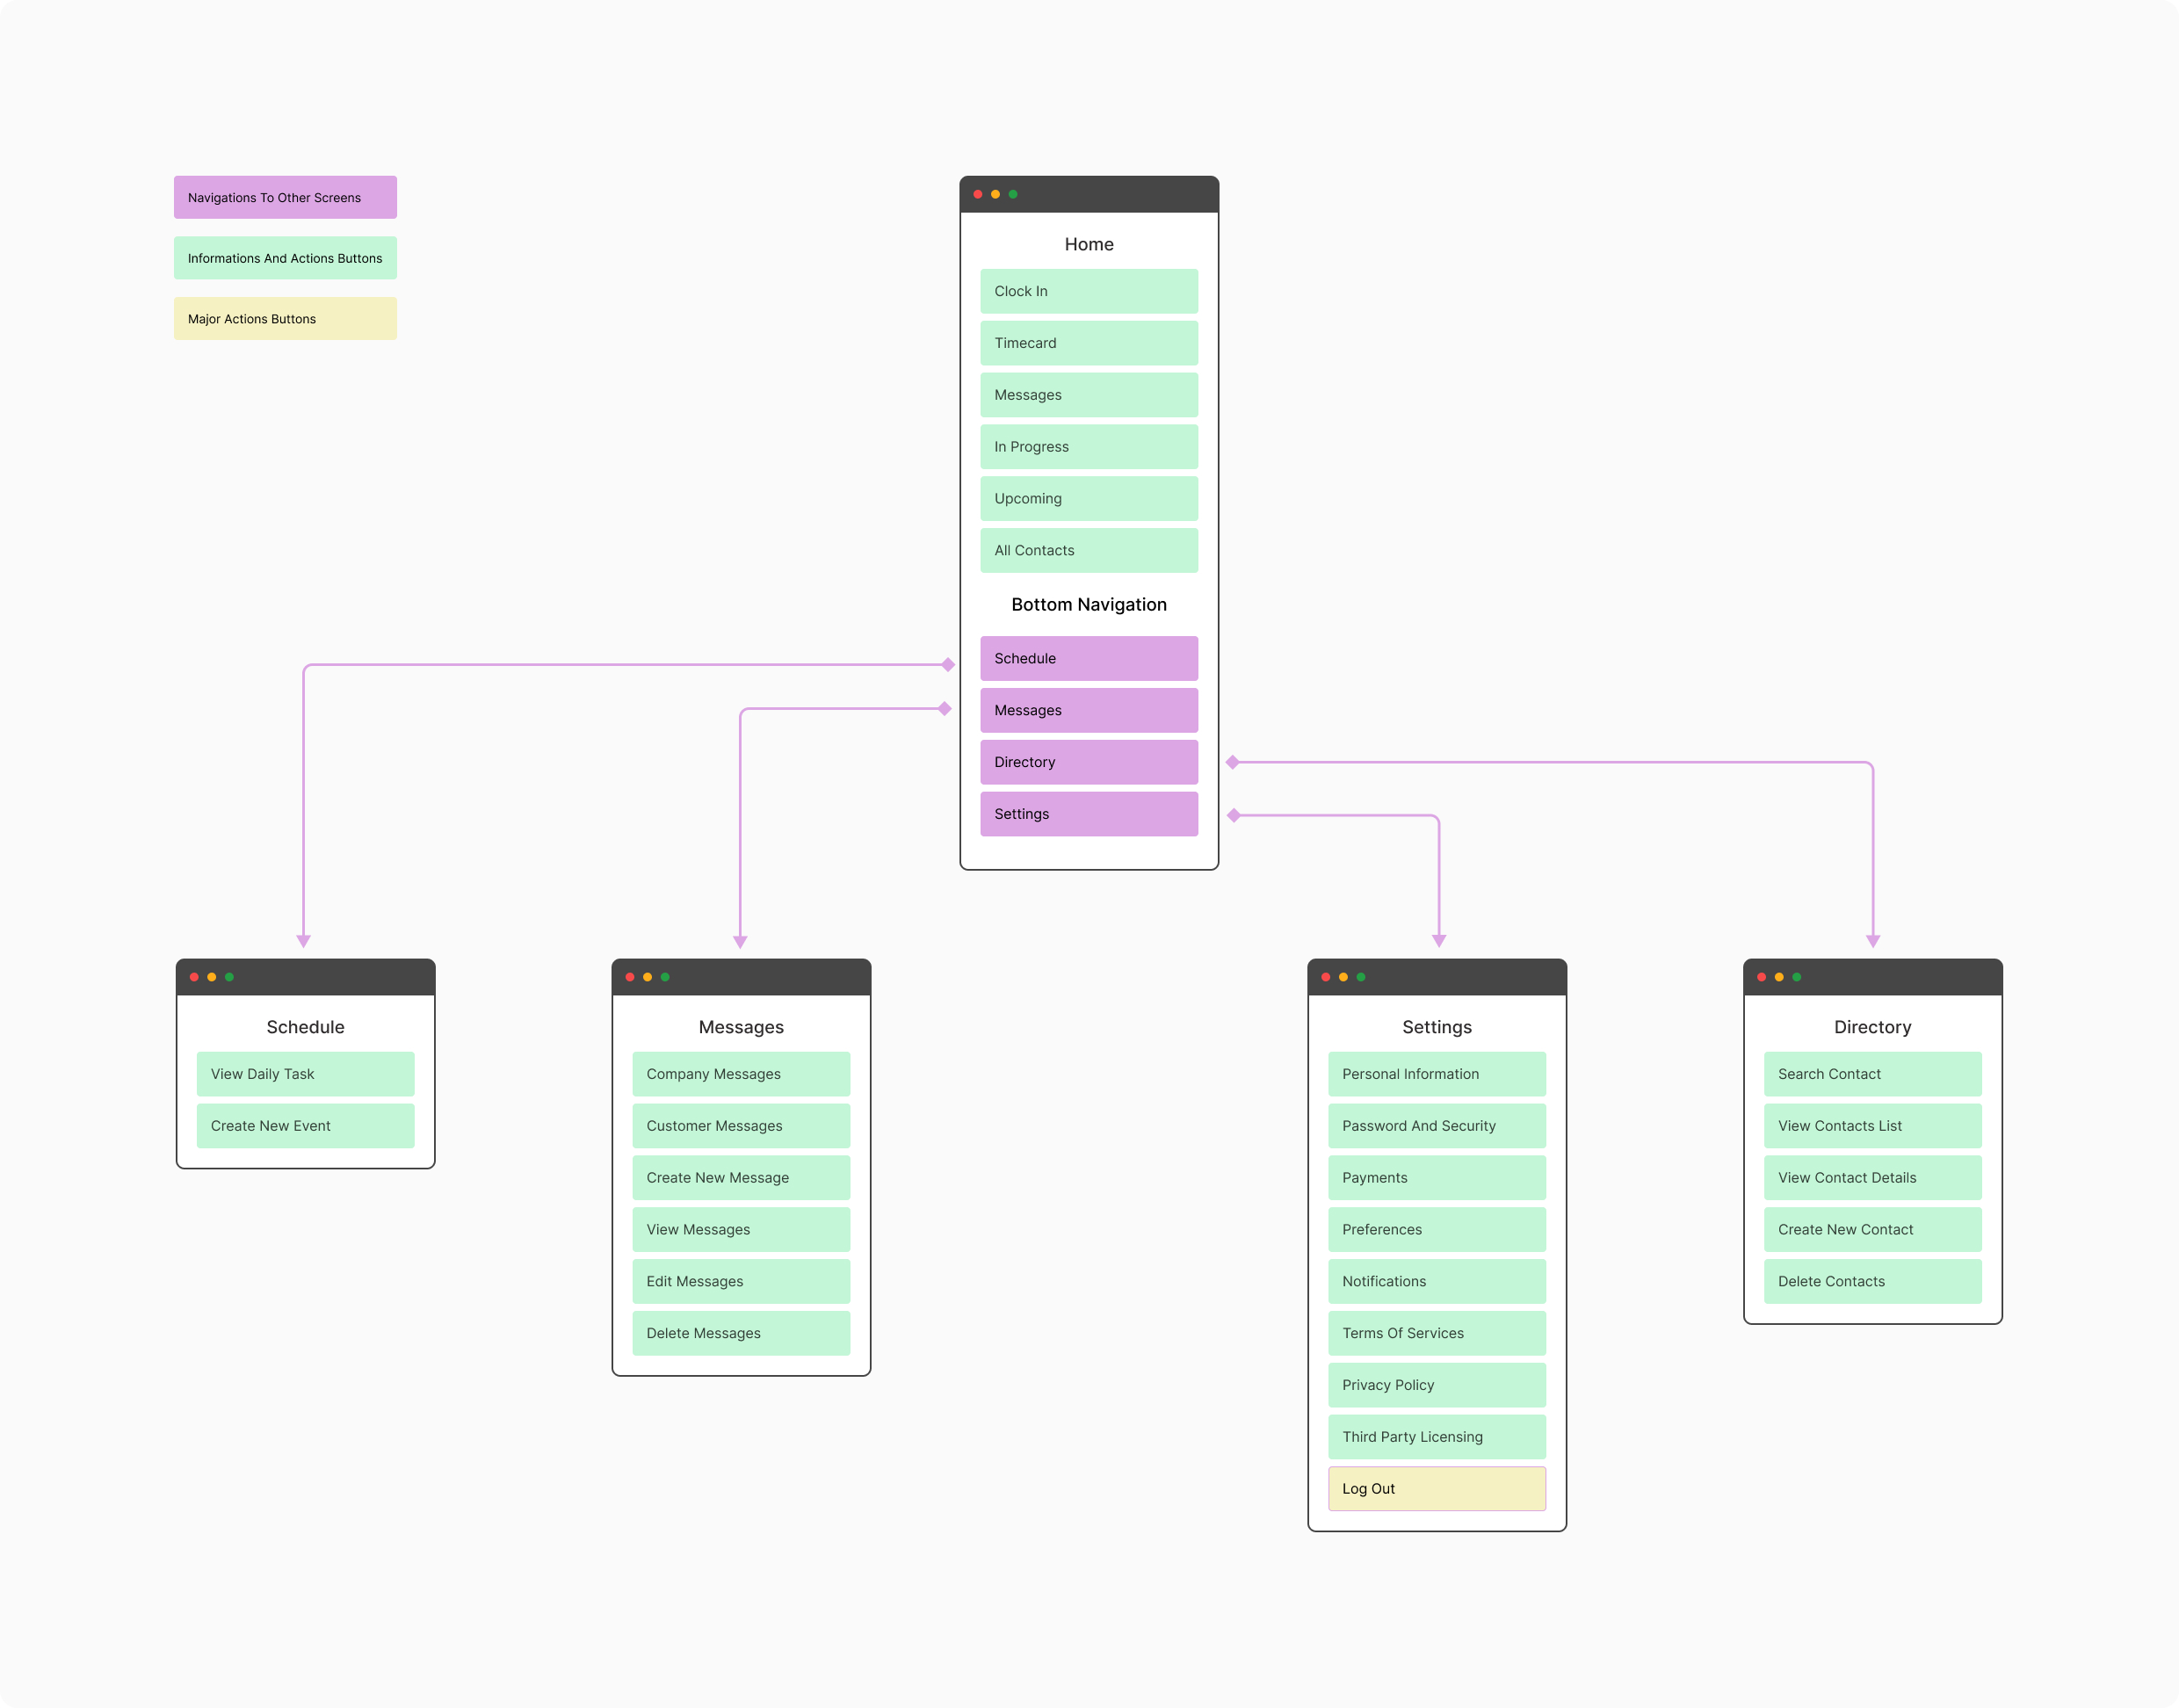 Navigations To Other Screens
Informations And Actions Buttons
Major Actions Buttons
Home
Clock In
Timecard
Messages
In Progress
Upcoming
All Contacts
Bottom Navigation
Schedule
Messages
Directory
Settings
Schedule
View Daily Task
Create New Event
Messages
Company Messages
Customer Messages
Create New Message
View Messages
Edit Messages
Delete Messages
Settings
Personal Information
Password And Security
Payments
Preferences
Notifications
Terms Of Services
Privacy Policy
Third Party Licensing
Log Out
Directory
Search Contact
View Contacts List
View Contact Details
Create New Contact
Delete Contacts